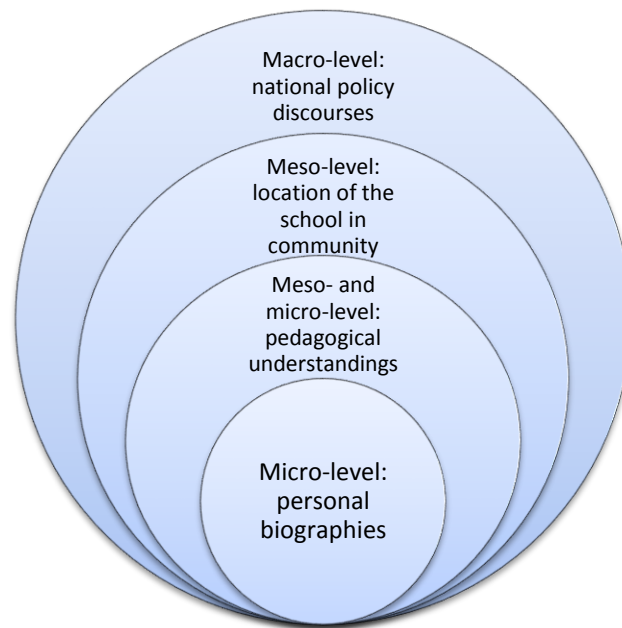 Macro-level:
national policy
discourses
Meso-level:
location of the
school in
community
Meso- and
micro-level:
pedagogical
understandings
Micro-level:
personal
biographies